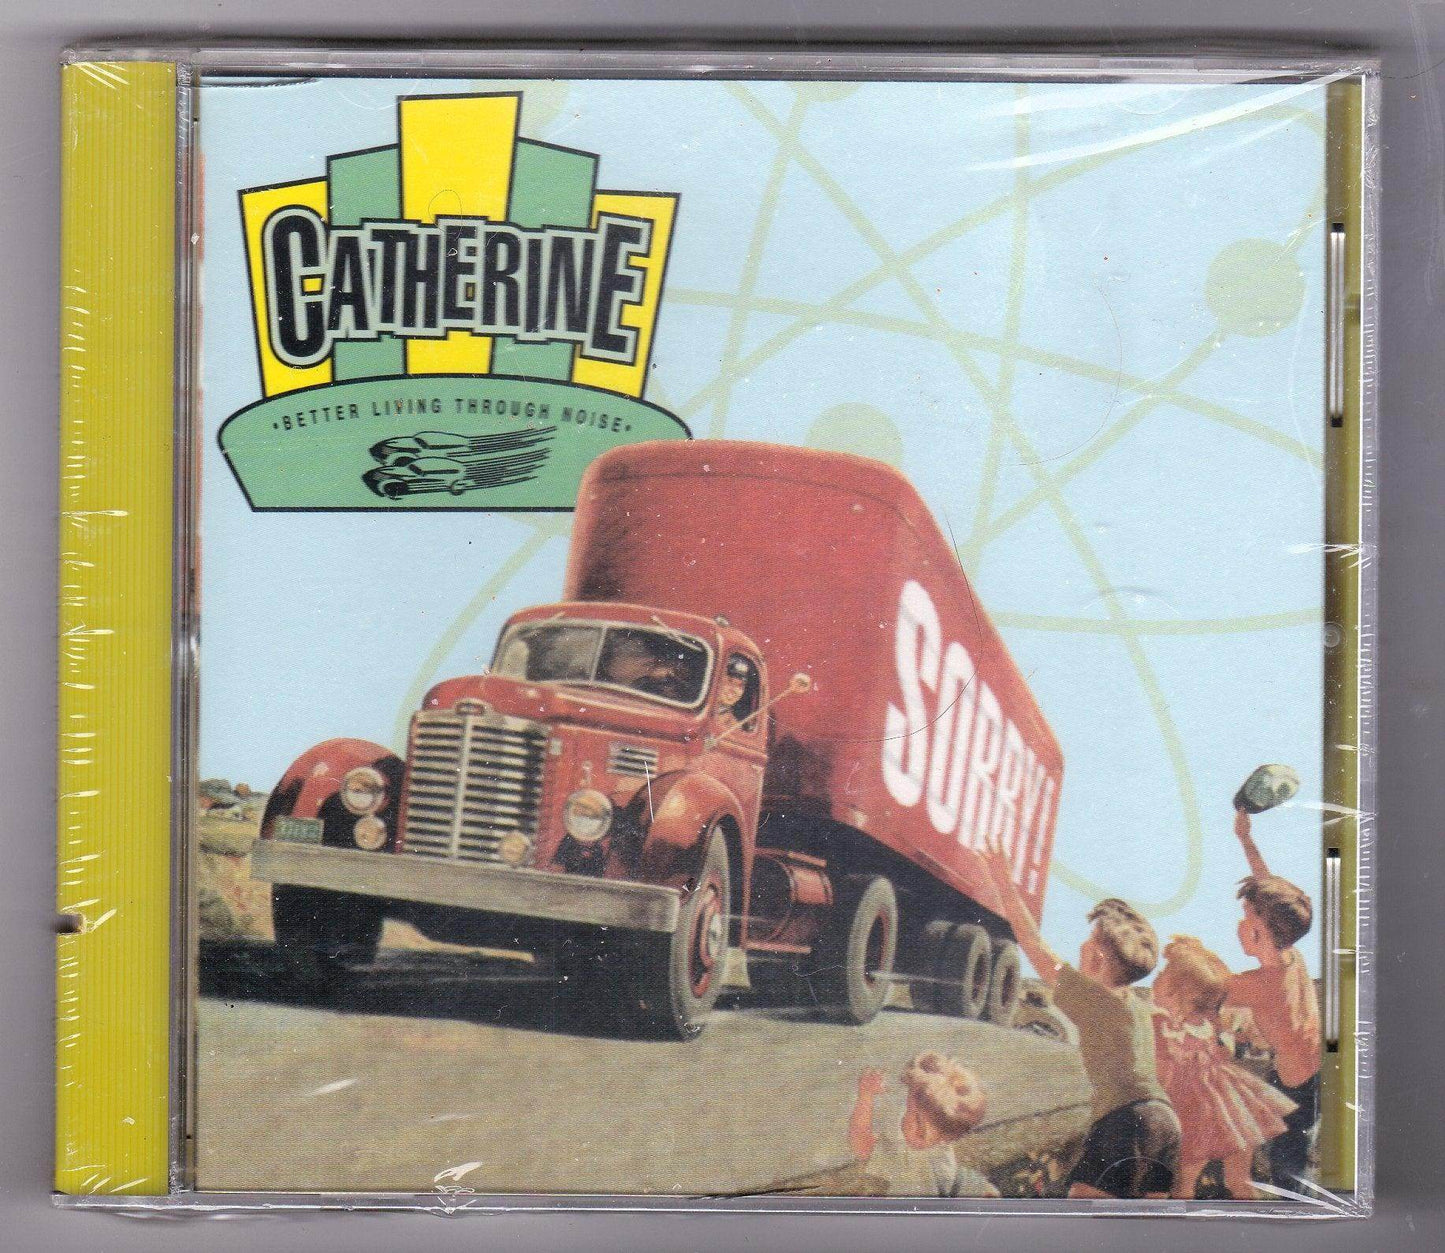 CATHERINE
•BETTER LIVING THROUGH NOISE•
SORRY!